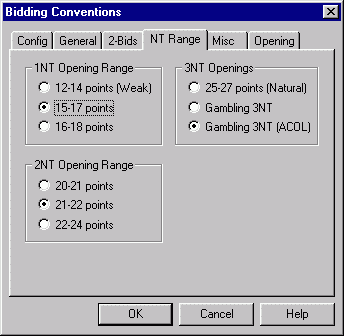 Bidding Conventions
Config General 2-Bids NT Range Misc Opening
1NT Opening Range
12-14 points (Weak)
15-17 points
16-18 points
3NT Openings
25-27 points (Natural)
Gambling 3NT
Gambling 3NT (ACOL)
2NT Opening Range
20-21 points
21-22 points
22-24 points
OK Cancel Help